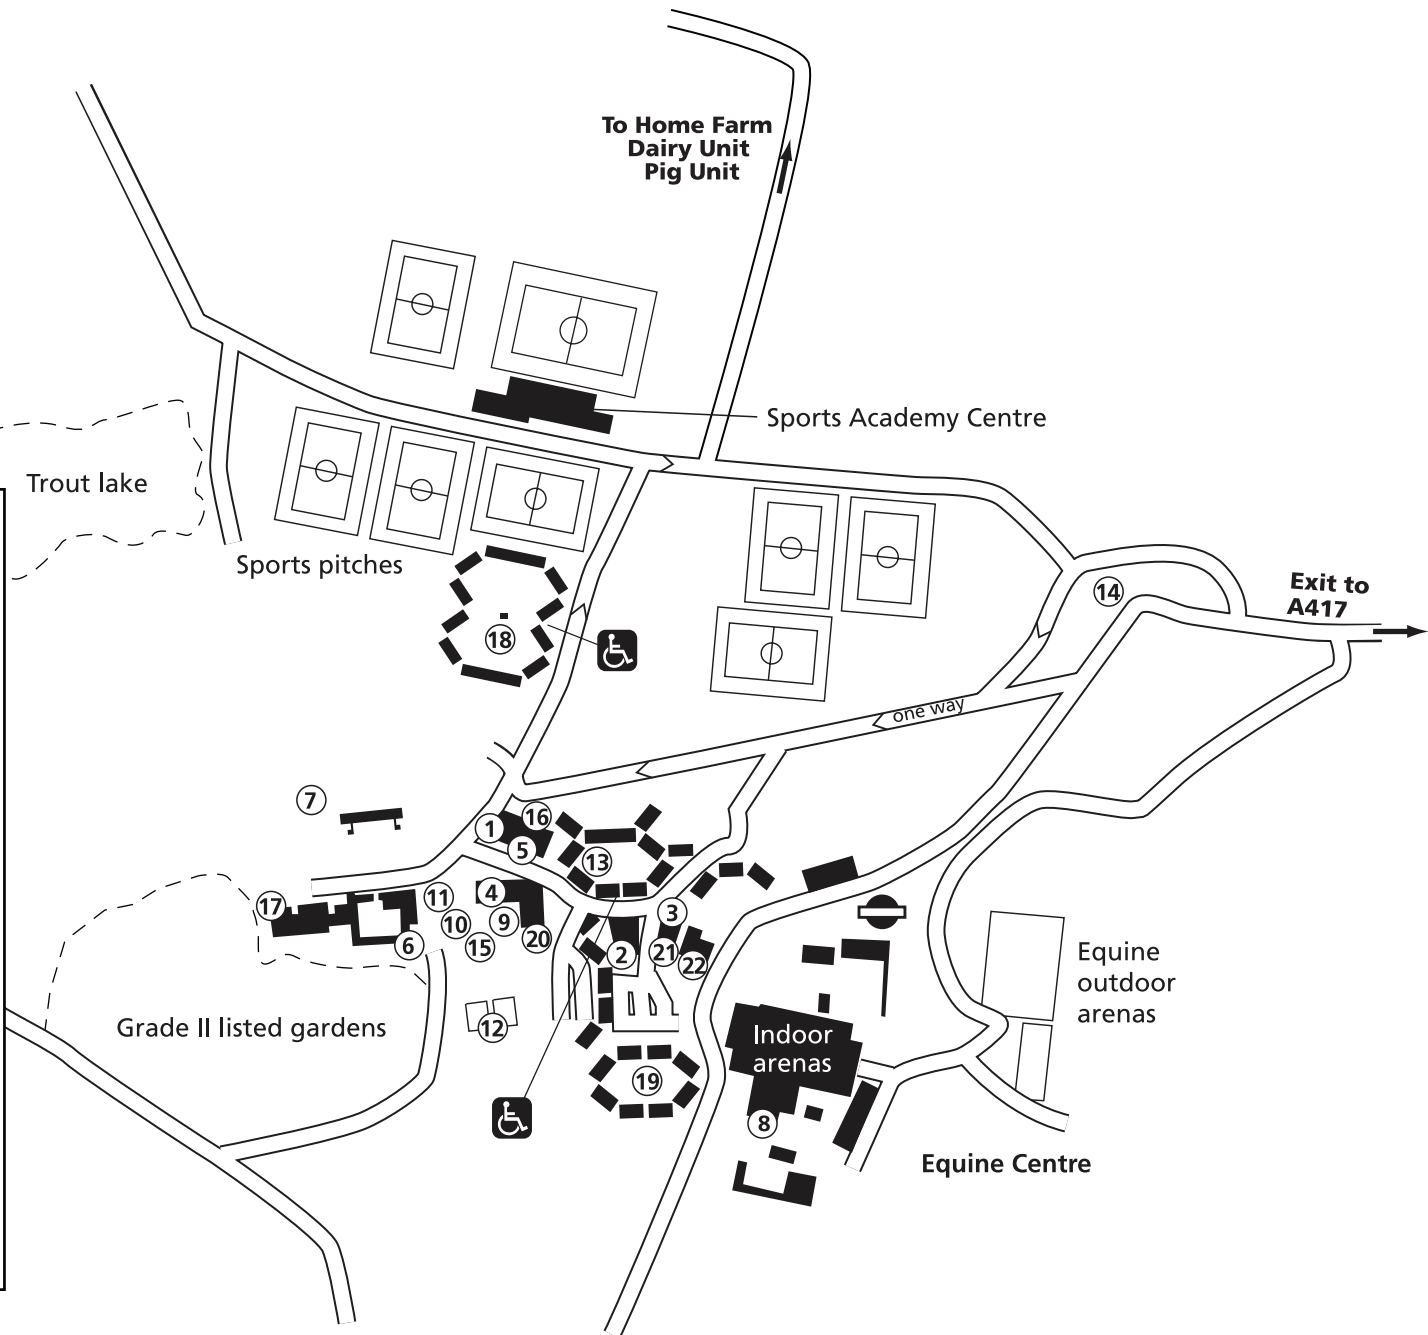 To Home Farm
Dairy Unit
Pig Unit
Sports Academy Centre
Trout lake
Sports pitches
Exit to
A417
14
18
one way
7
16
1
5
13
17
11
4
3
10
9
6
15
20
2
21
22
Equine
outdoor
arenas
Grade II listed gardens
12
Indoor
arenas
19
8
Equine Centre